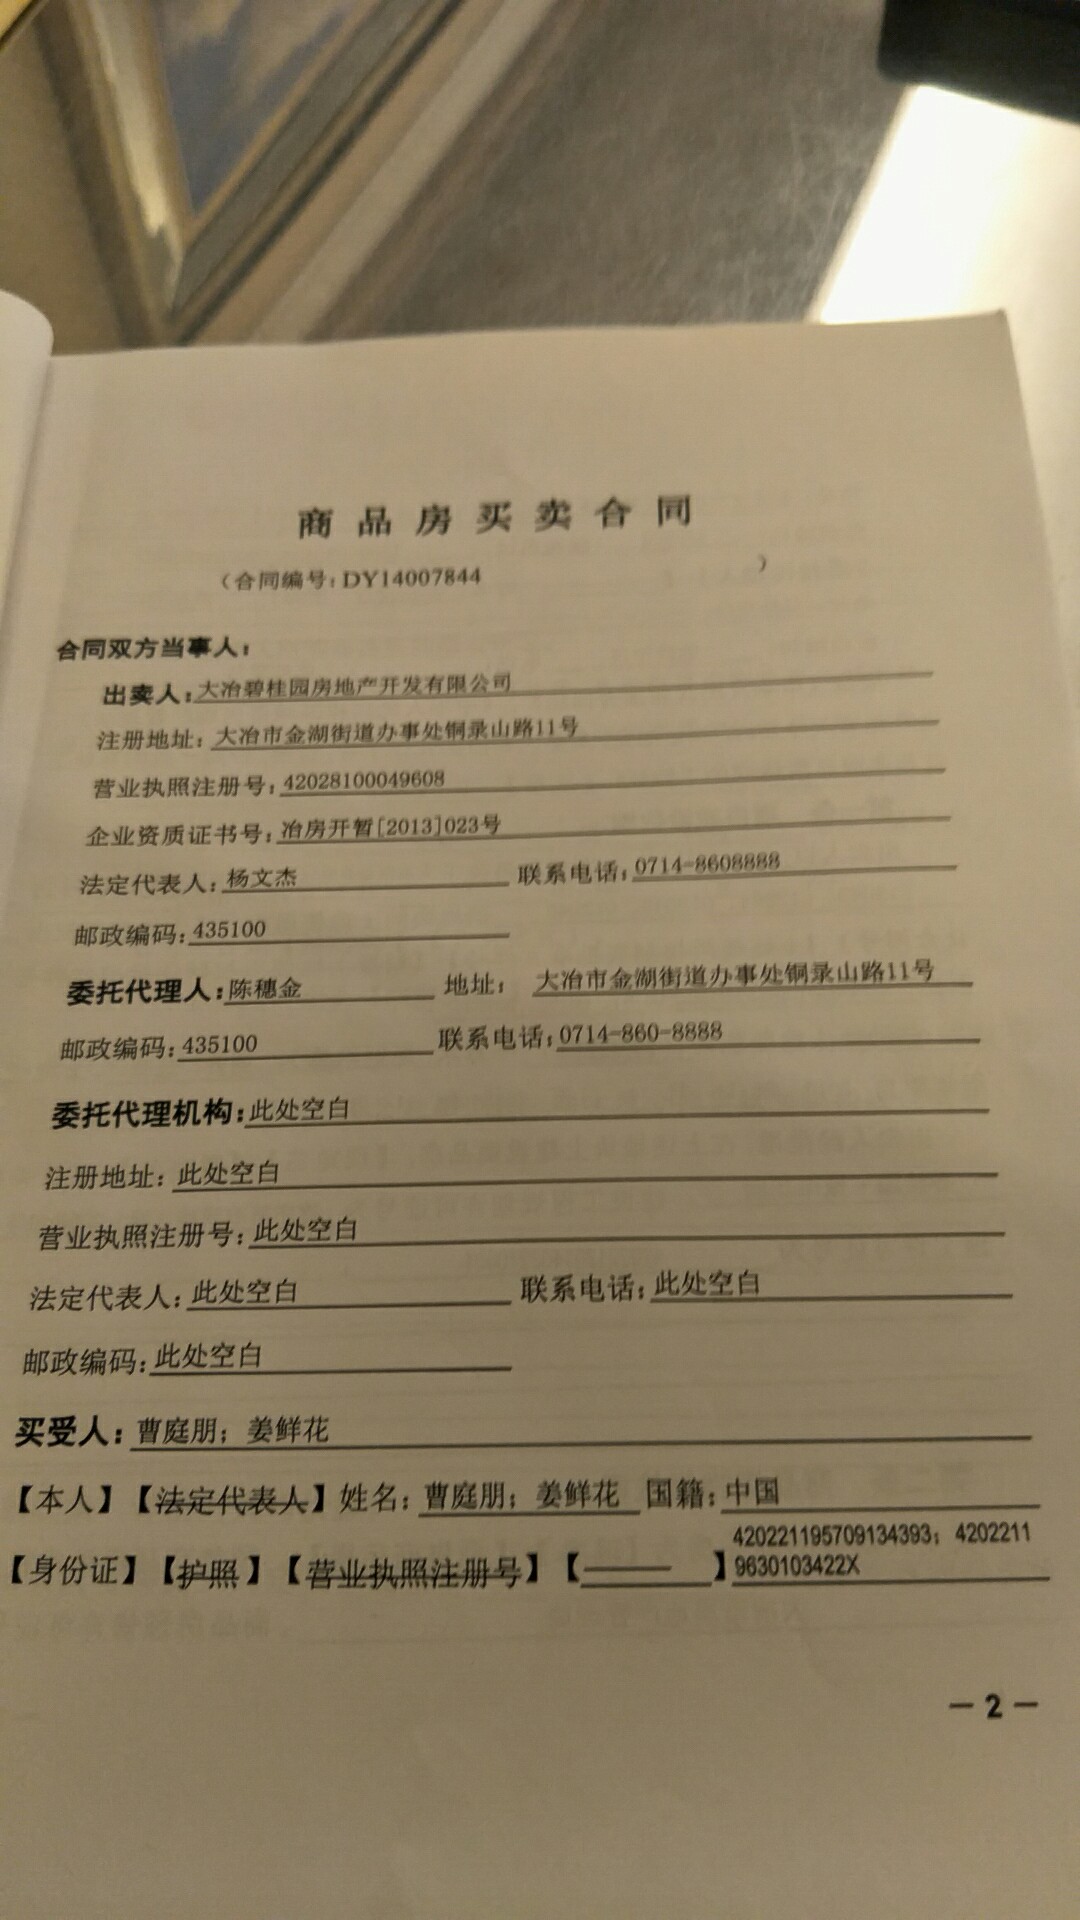 商品房买卖合同
（合同编号：DY14007844 ）
合同双方当事人：
出卖人：大冶碧桂园房地产开发有限公司
注册地址：大冶市金湖街道办事处铜录山路11号
营业执照注册号：42028100049608
企业资质证书号：冶房开暂[2013]023号
法定代表人：杨文杰 联系电话：0714-8608888
邮政编码：435100
委托代理人：陈穗金 地址：大冶市金湖街道办事处铜录山路11号
邮政编码：435100 联系电话：0714-860-8888
委托代理机构：此处空白
注册地址：此处空白
营业执照注册号：此处空白
法定代表人：此处空白 联系电话：此处空白
邮政编码：此处空白
买受人：曹庭朋；姜鲜花
【本人】【法定代表人】姓名：曹庭朋；姜鲜花 国籍：中国
【身份证】【护照】【营业执照注册号】【 】420221195709134393；4202211
9630103422X
—2—